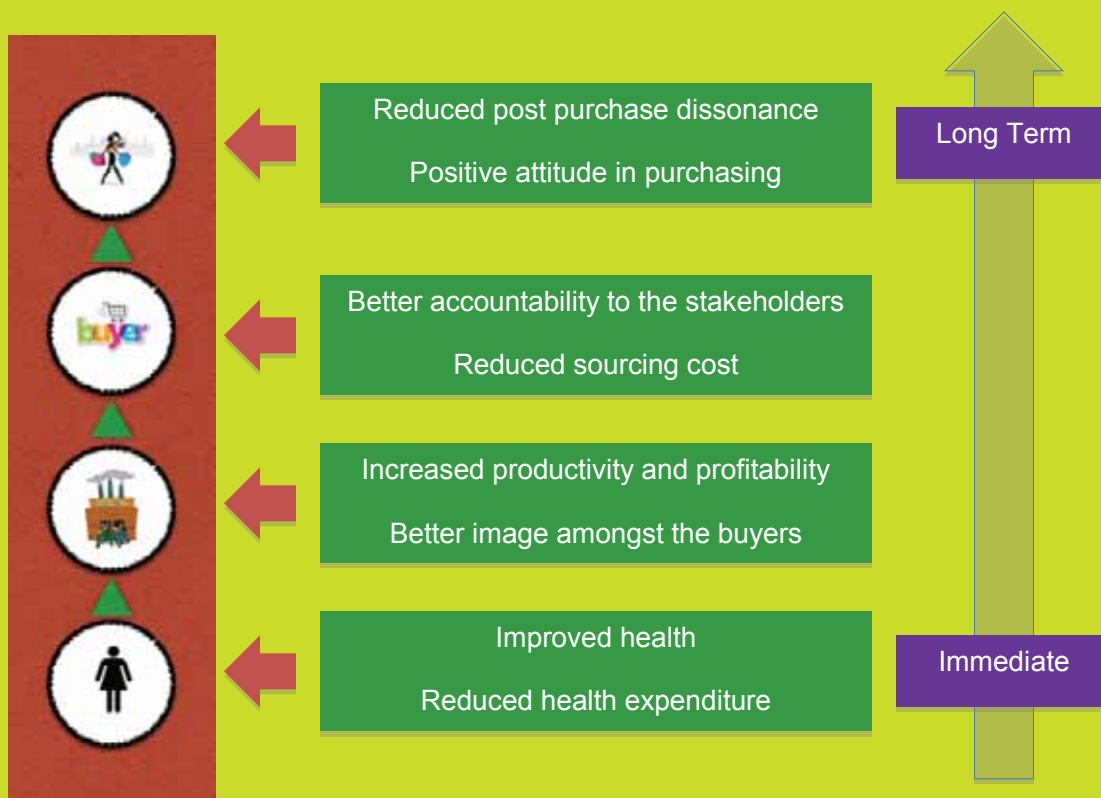 Reduced post purchase dissonance
Positive attitude in purchasing
Long Term
buyer
Better accountability to the stakeholders
Reduced sourcing cost
Increased productivity and profitability
Better image amongst the buyers
Improved health
Reduced health expenditure
Immediate